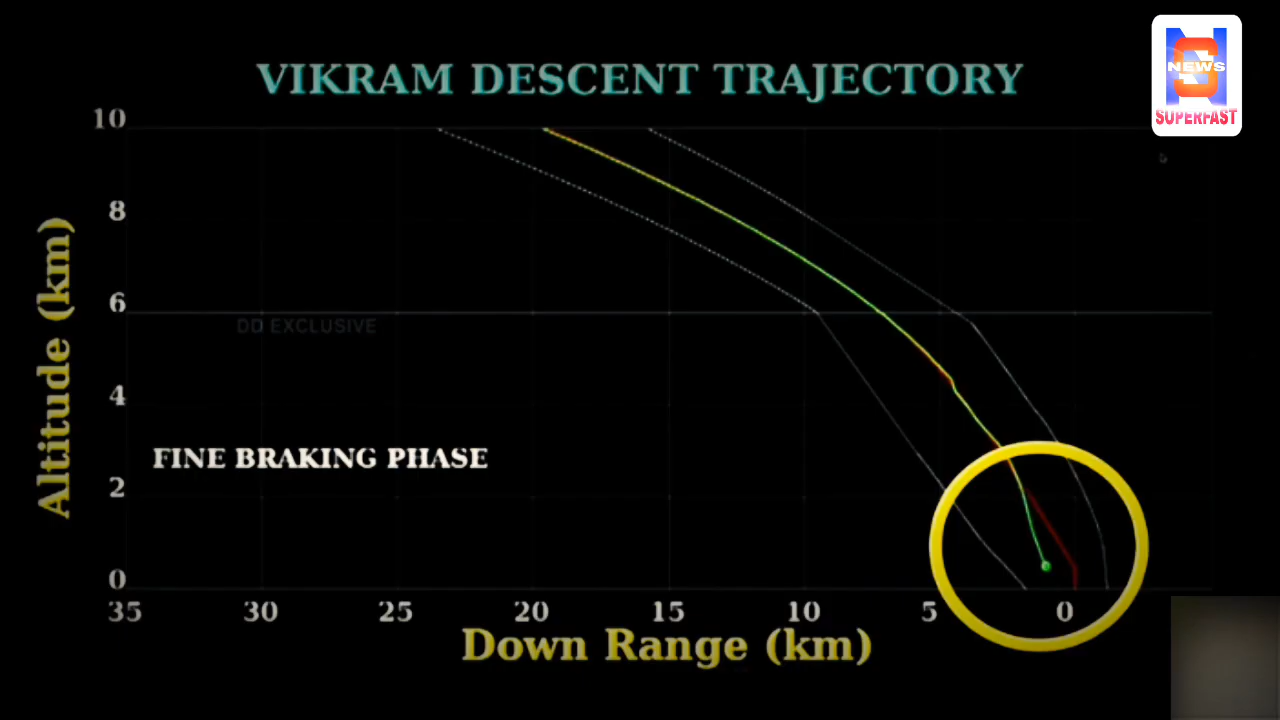 VIKRAM DESCENT TRAJECTORY
NEWS
SUPERFAST
10
8
6
4
2
0
Altitude (km)
DD EXCLUSIVE
FINE BRAKING PHASE
35 30 25 20 15 10 5 0
Down Range (km)